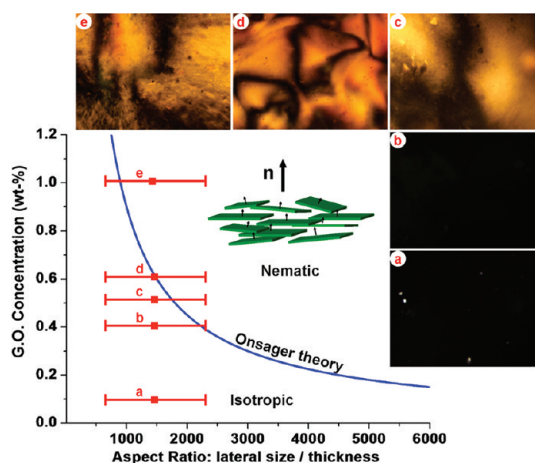 e
d
c
b
a
1.2
1.0
0.8
0.6
0.4
0.2
0.0
G.O. Concentration (wt-%)
e
d
c
b
a
n
Nematic
Onsager theory
Isotropic
1000 2000 3000 4000 5000 6000
Aspect Ratio: lateral size / thickness